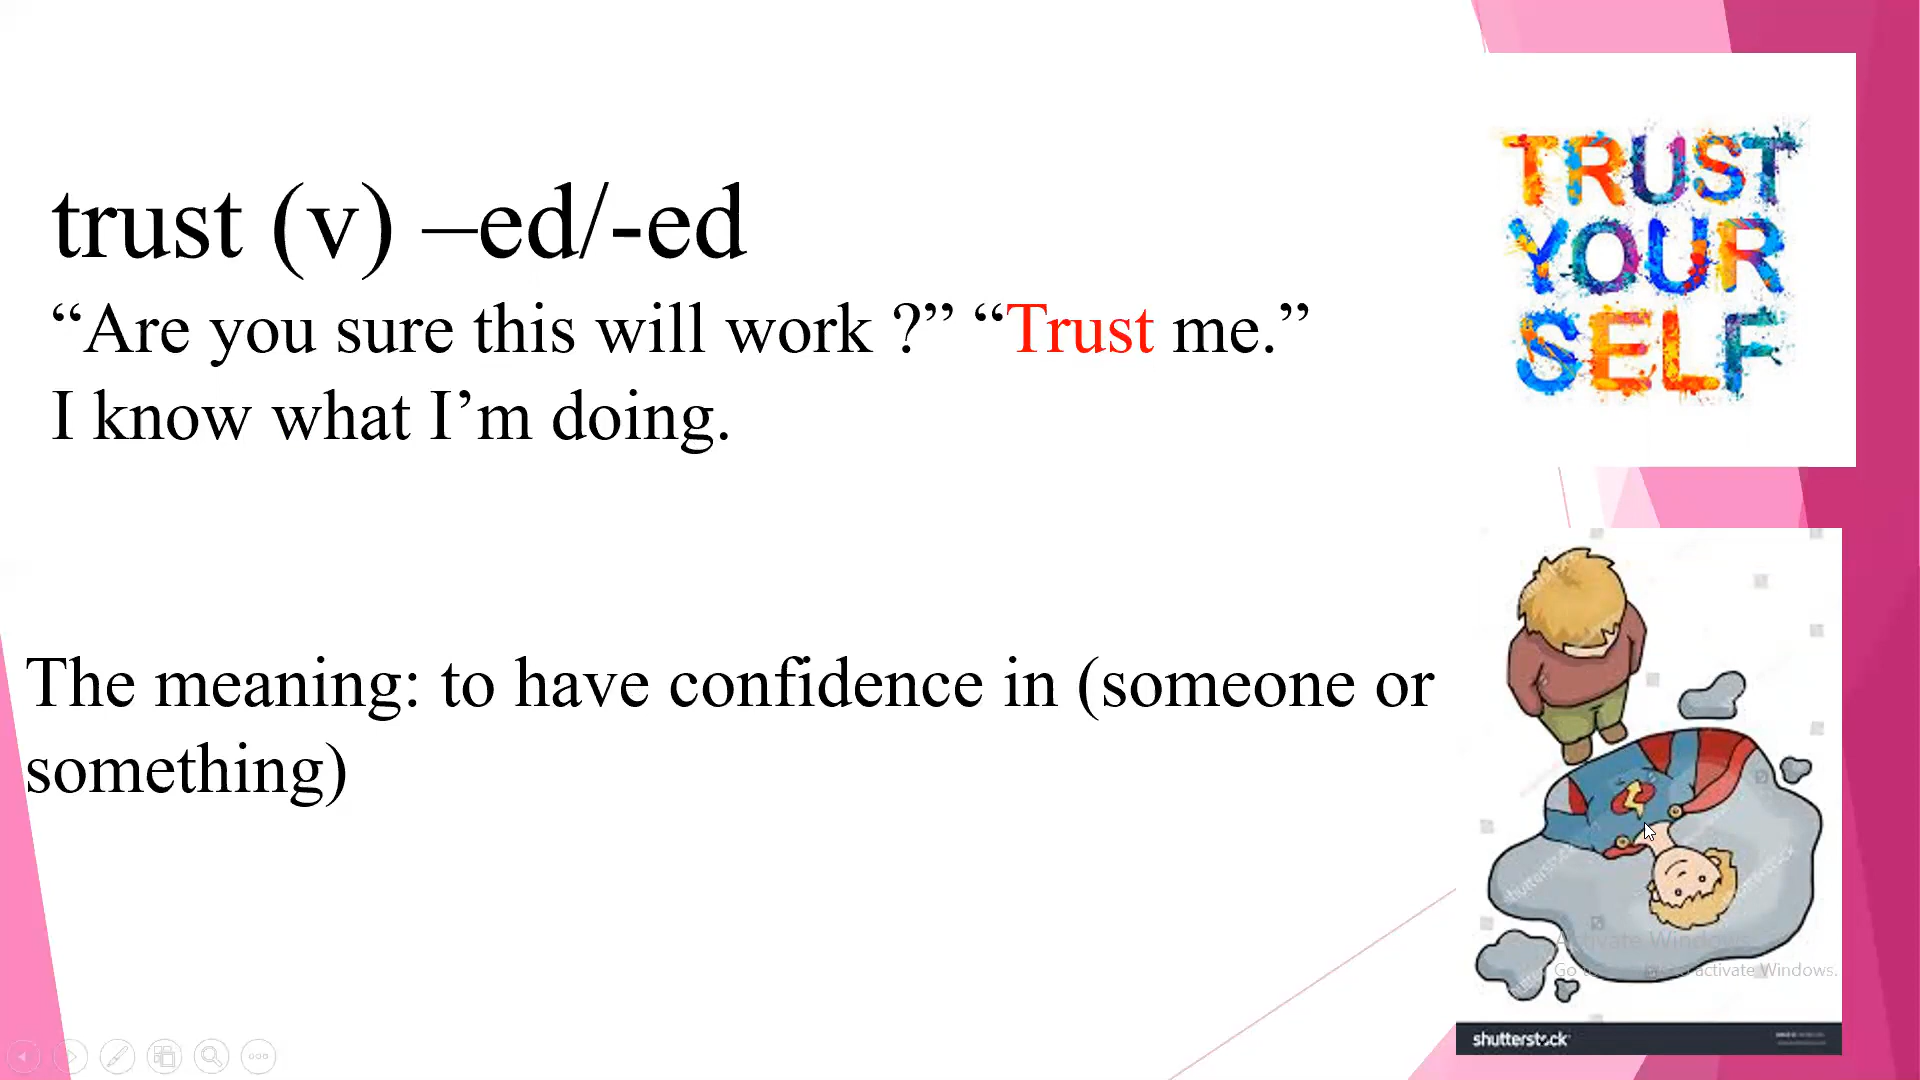 trust (v) –ed/-ed
“Are you sure this will work ?” “Trust me.”
I know what I’m doing.
The meaning: to have confidence in (someone or
something)
TRUST
YOUR
SELF
Activate Windows
activate Windows.
shutterstock